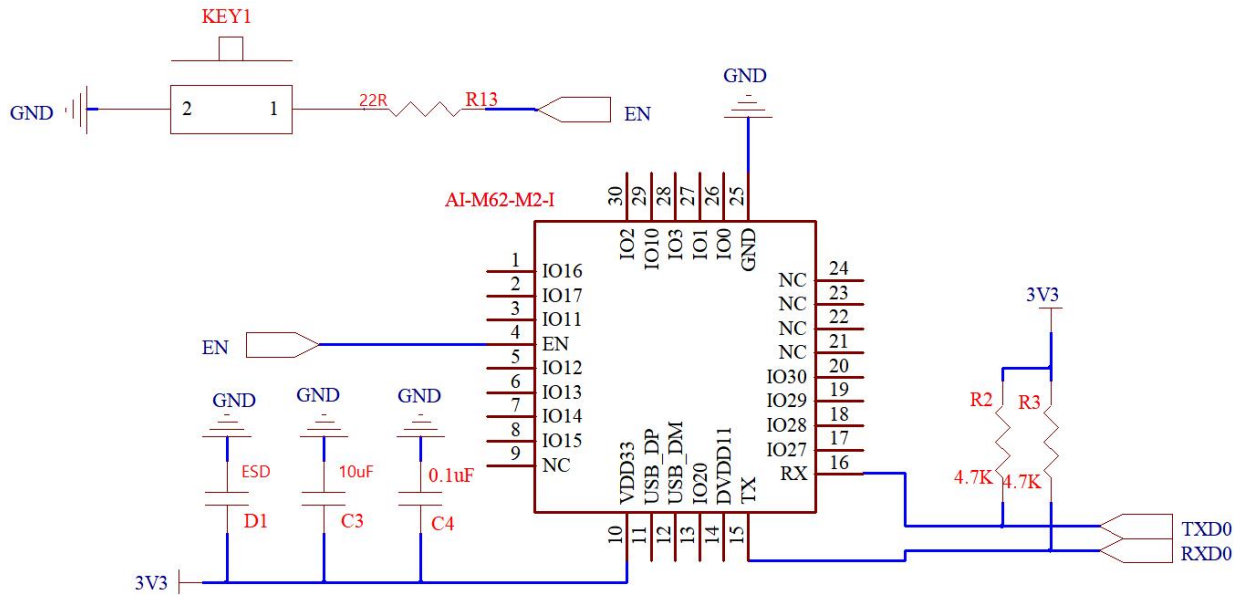 KEY1
GND
2
1
22R
R13
EN
GND
AI-M62-M2-I
30
29
28
27
26
25
IO2
IO10
IO3
IO1
IO0
GND
1
IO16
2
IO17
3
IO11
4
EN
5
IO12
6
IO13
7
IO14
8
IO15
9
NC
NC
24
NC
23
NC
22
NC
21
IO30
20
IO29
19
IO28
18
IO27
17
RX
16
EN
GND
GND
GND
ESD
10uF
0.1uF
D1
C3
C4
3V3
VDD33
USB_DP
USB_DM
IO20
DVDD11
TX
10
11
12
13
14
15
3V3
R2
R3
4.7K
4.7K
TXD0
RXD0